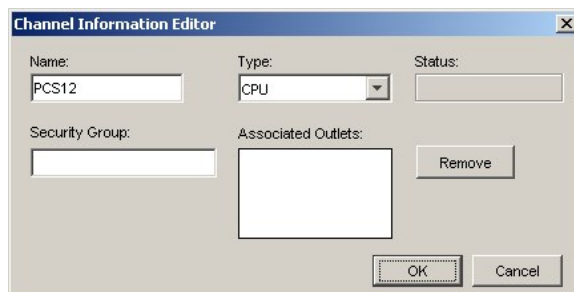 Channel Information Editor
Name:
Type:
Status:
PCS12
CPU
Security Group:
Associated Outlets:
Remove
OK
Cancel